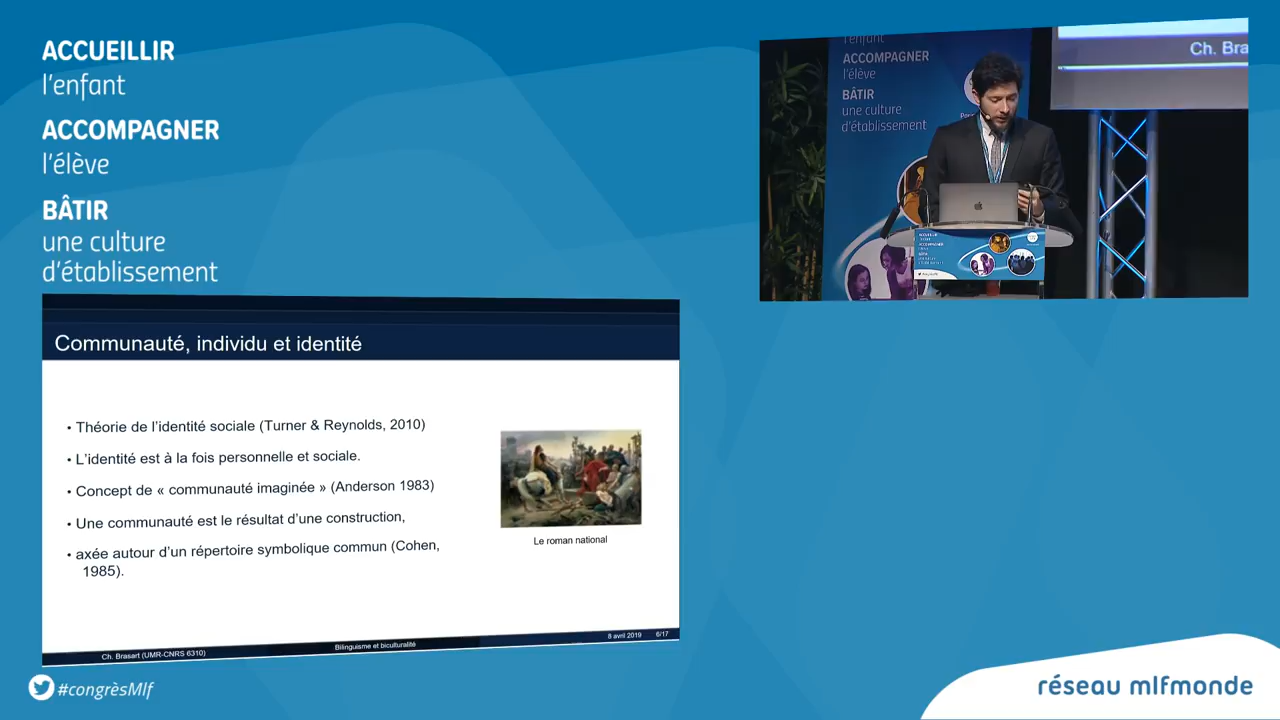 ACCUEILLIR
l'enfant
ACCOMPAGNER
l'élève
BÂTIR
une culture
d'établissement
l'enfant
ACCOMPAGNER
l'élève
BÂTIR
une culture
d'établissement
Ch. Bra
Communauté, individu et identité
• Théorie de l'identité sociale (Turner & Reynolds, 2010)
• L'identité est à la fois personnelle et sociale.
• Concept de « communauté imaginée » (Anderson 1983)
• Une communauté est le résultat d'une construction,
• axée autour d'un répertoire symbolique commun (Cohen,
1985).
Le roman national
Ch. Brasart (UMR-CNRS 6310)
Bilinguisme et biculturalité
8 avril 2019
6/17
#congrèsMlf
réseau mlfmonde